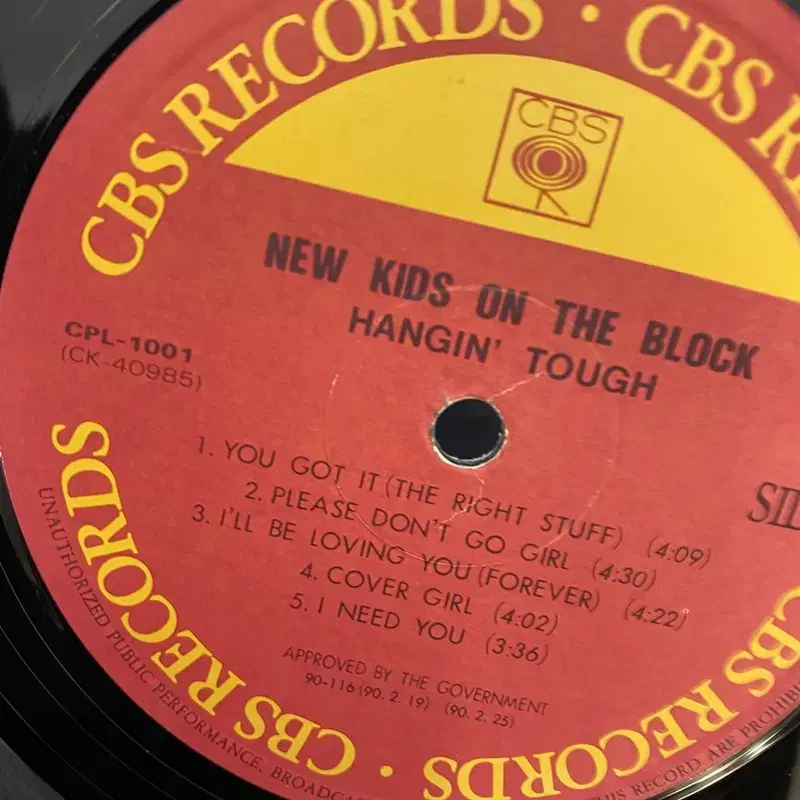 CBS RECORDS · CBS RE
CBS
NEW KIDS ON THE BLOCK
HANGIN' TOUGH
CPL-1001
(CK-40985)
1. YOU GOT IT (THE RIGHT STUFF) (4:09)
2. PLEASE DON'T GO GIRL (4:30)
3. I'LL BE LOVING YOU (FOREVER) (4:22)
4. COVER GIRL (4:02)
5. I NEED YOU (3:36)
APPROVED BY THE GOVERNMENT
90-116 (90. 2. 19) (90. 2. 25)
CBS RECORDS · CBS RECORDS
CBS RECORDS
UNAUTHORIZED PUBLIC PERFORMANCE, BROADCA
THIS RECORD ARE PROHIBI